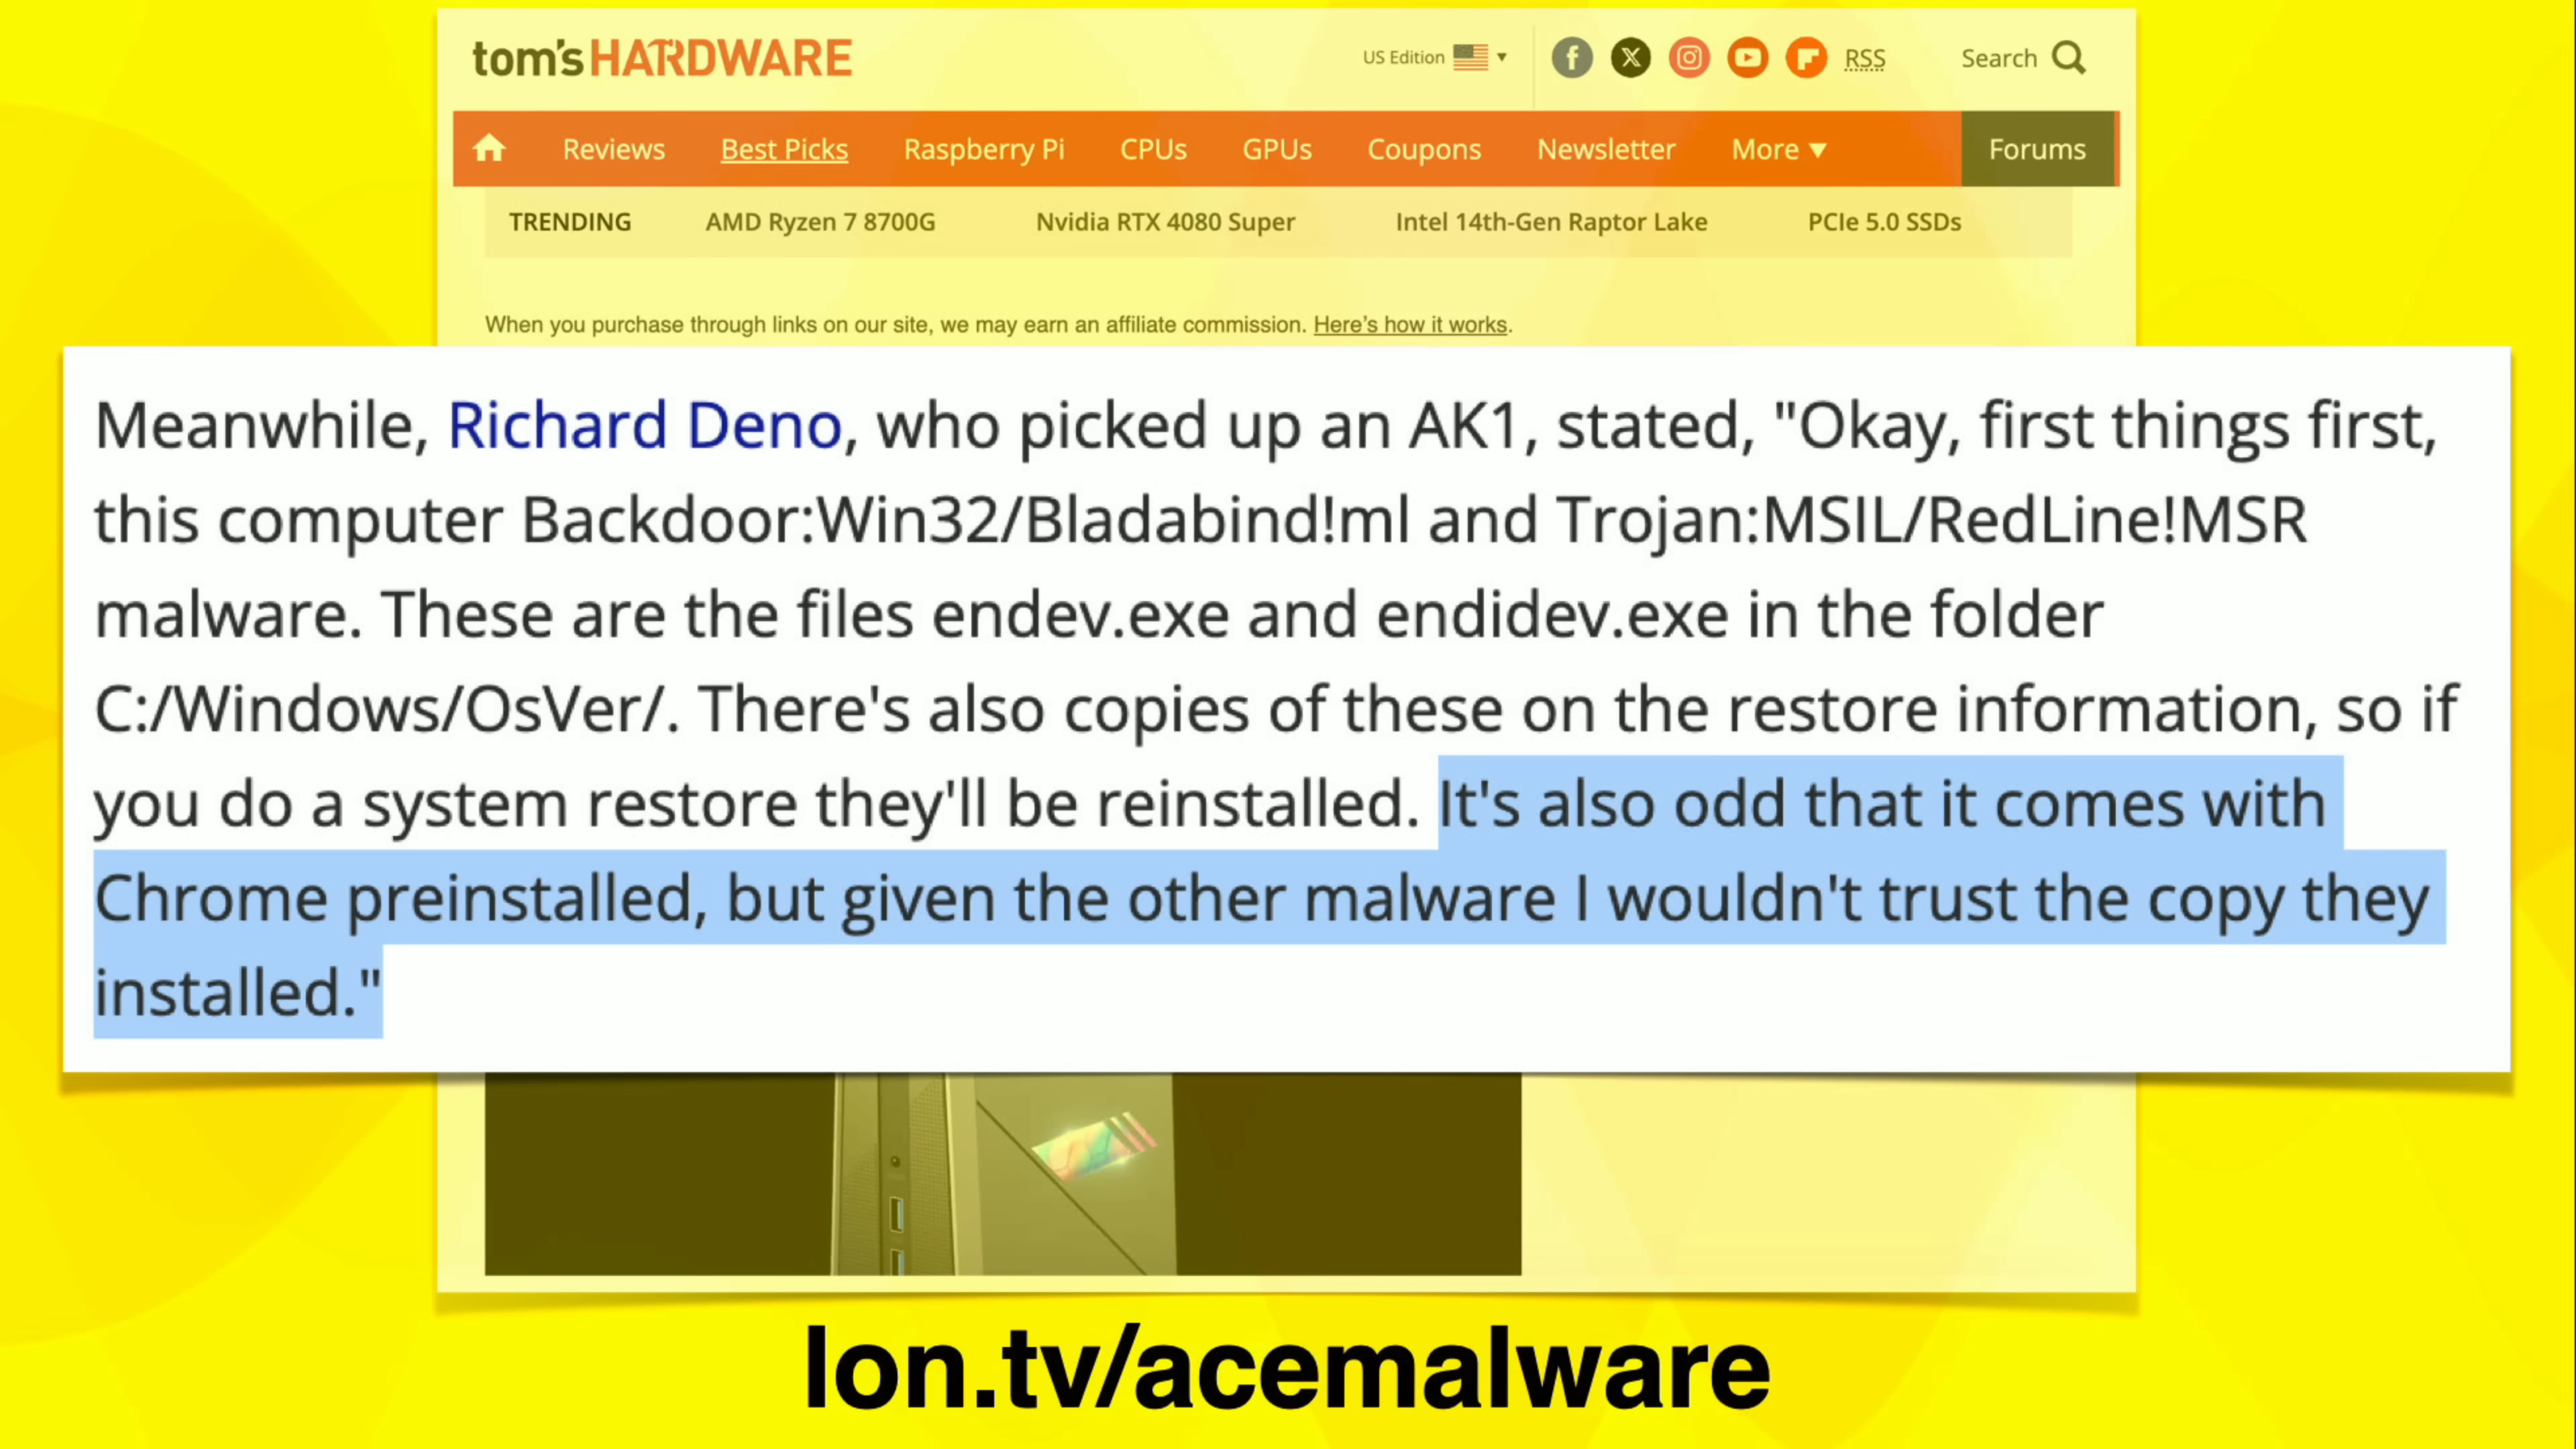 tom's HARDWARE
US Edition
RSS
Search
Reviews
Best Picks
Raspberry Pi
CPUs
GPUs
Coupons
Newsletter
More
Forums
TRENDING
AMD Ryzen 7 8700G
Nvidia RTX 4080 Super
Intel 14th-Gen Raptor Lake
PCIe 5.0 SSDs
When you purchase through links on our site, we may earn an affiliate commission. Here's how it works.
Meanwhile, Richard Deno, who picked up an AK1, stated, "Okay, first things first,
this computer Backdoor:Win32/Bladabind!ml and Trojan:MSIL/RedLine!MSR
malware. These are the files endev.exe and endidev.exe in the folder
C:/Windows/OsVer/. There's also copies of these on the restore information, so if
you do a system restore they'll be reinstalled. It's also odd that it comes with
Chrome preinstalled, but given the other malware I wouldn't trust the copy they
installed."
lon.tv/acemalware